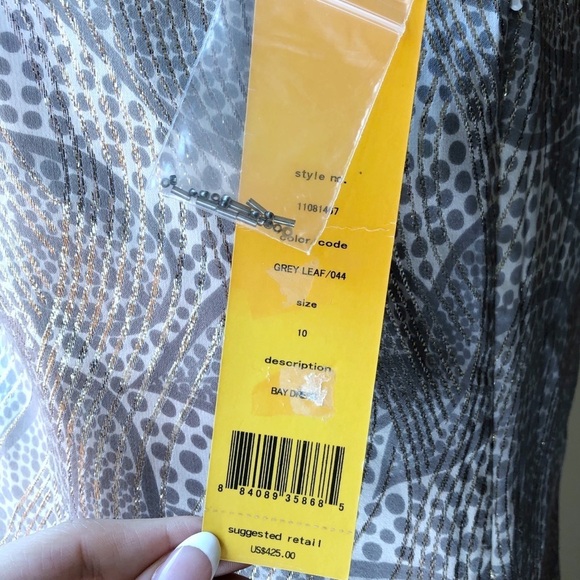 style no.
color/code
GREY LEAF/044
size
10
description
BAY
8 84089 35868 5
suggested retail
US$425.00